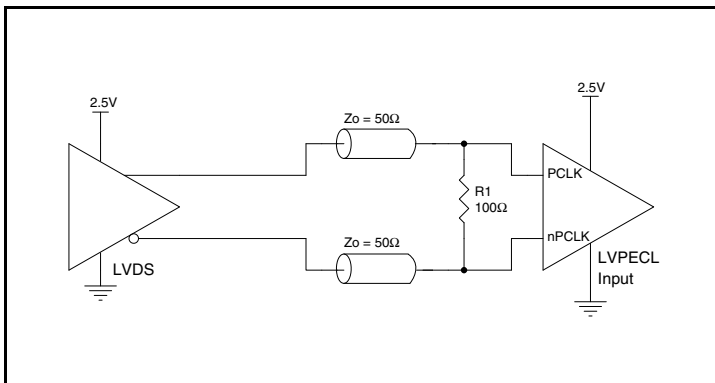 2.5V
2.5V
Zo = 50Ω
PCLK
R1
100Ω
nPCLK
Zo = 50Ω
LVDS
LVPECL
Input